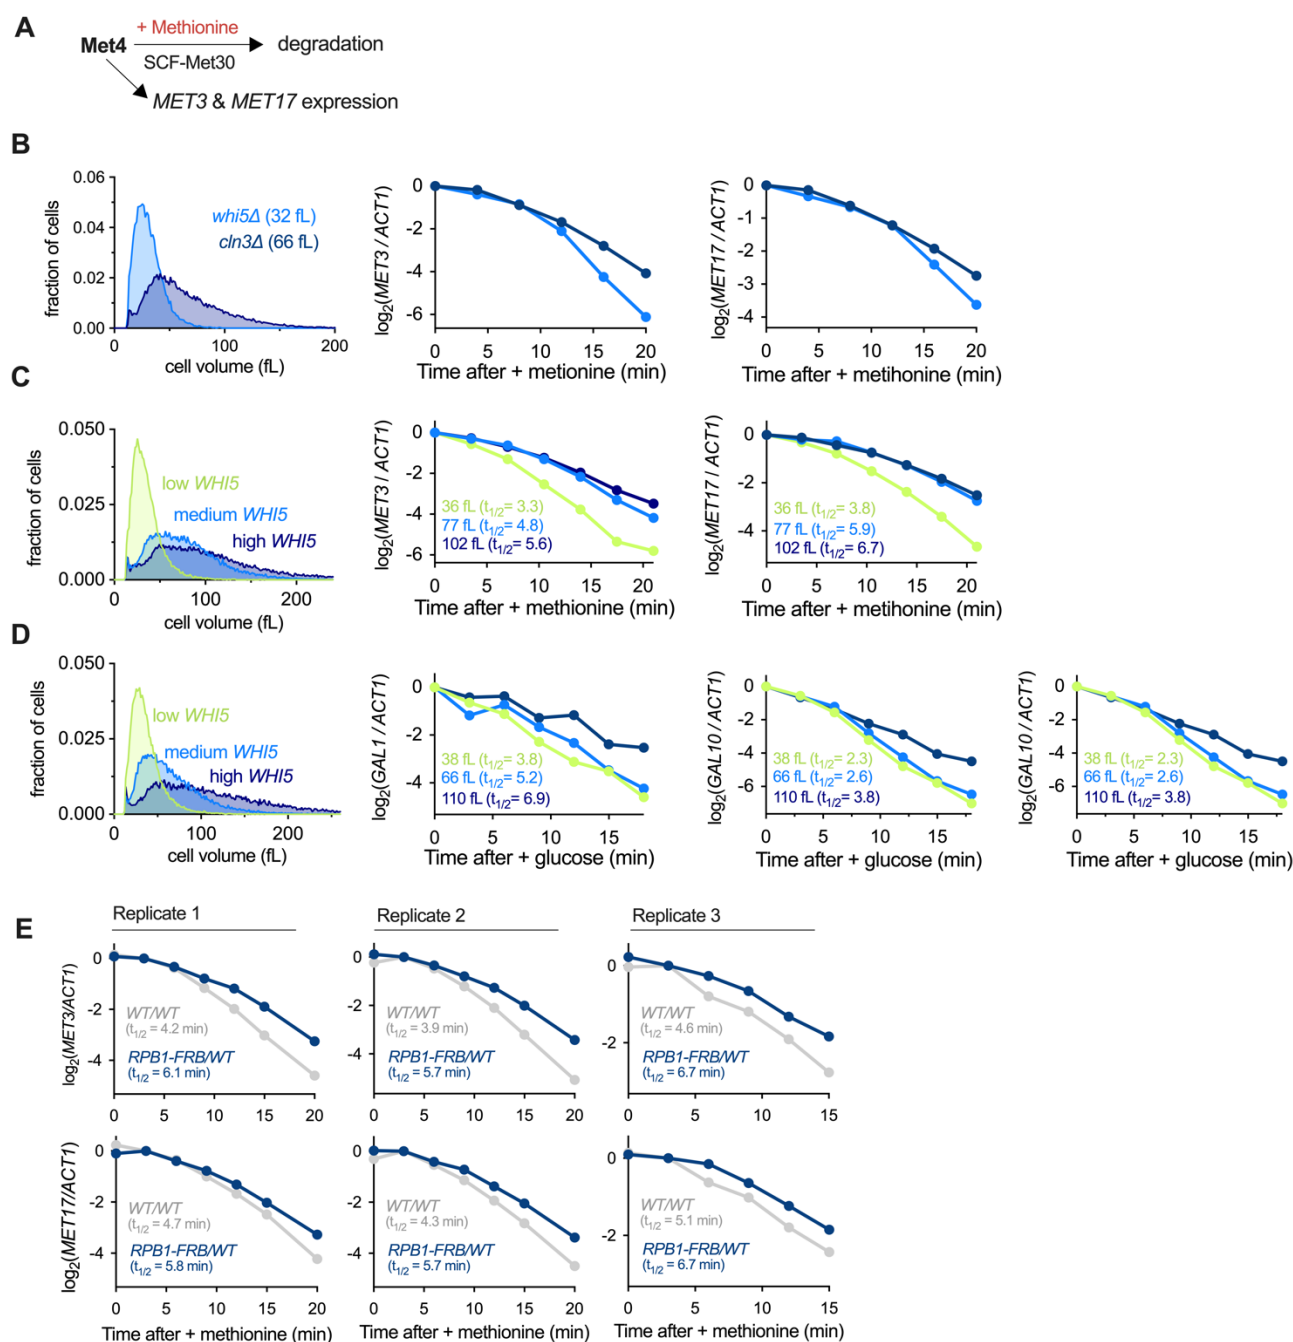 A
+ Methionine
Met4
degradation
SCF-Met30
MET3 & MET17 expression
B
0.06
0.04
0.02
0.00
fraction of cells
whi5Δ (32 fL)
cln3Δ (66 fL)
0 50 100 150 200
cell volume (fL)
log2(MET3 / ACT1)
0
-2
-4
-6
0 5 10 15 20
Time after + metionine (min)
log2(MET17 / ACT1)
0
-1
-2
-3
-4
0 5 10 15 20
Time after + metihonine (min)
C
0.050
0.025
0.000
fraction of cells
low WHI5
medium WHI5
high WHI5
0 100 200
cell volume (fL)
log2(MET3 / ACT1)
0
-2
-4
-6
36 fL (t1/2= 3.3)
77 fL (t1/2= 4.8)
102 fL (t1/2= 5.6)
0 5 10 15 20
Time after + methionine (min)
log2(MET17 / ACT1)
0
-2
-4
36 fL (t1/2= 3.8)
77 fL (t1/2= 5.9)
102 fL (t1/2= 6.7)
0 5 10 15 20
Time after + methionine (min)
D
0.050
0.025
0.000
fraction of cells
low WHI5
medium WHI5
high WHI5
0 100 200
cell volume (fL)
log2(GAL1 / ACT1)
0
-2
-4
38 fL (t1/2= 3.8)
66 fL (t1/2= 5.2)
110 fL (t1/2= 6.9)
0 5 10 15
Time after + glucose (min)
log2(GAL10 / ACT1)
0
-2
-4
-6
38 fL (t1/2= 2.3)
66 fL (t1/2= 2.6)
110 fL (t1/2= 3.8)
0 5 10 15
Time after + glucose (min)
log2(GAL10 / ACT1)
0
-2
-4
-6
38 fL (t1/2= 2.3)
66 fL (t1/2= 2.6)
110 fL (t1/2= 3.8)
0 5 10 15
Time after + glucose (min)
E
Replicate 1
Replicate 2
Replicate 3
log2(MET3/ACT1)
0
-2
-4
WT/WT
(t1/2 = 4.2 min)
RPB1-FRB/WT
(t1/2 = 6.1 min)
0 5 10 15 20
0
-2
-4
WT/WT
(t1/2 = 3.9 min)
RPB1-FRB/WT
(t1/2 = 5.7 min)
0 5 10 15 20
0
-2
WT/WT
(t1/2 = 4.6 min)
RPB1-FRB/WT
(t1/2 = 6.7 min)
0 5 10 15
log2(MET17/ACT1)
0
-2
-4
WT/WT
(t1/2 = 4.7 min)
RPB1-FRB/WT
(t1/2 = 5.8 min)
0 5 10 15 20
Time after + methionine (min)
0
-2
-4
WT/WT
(t1/2 = 4.3 min)
RPB1-FRB/WT
(t1/2 = 5.7 min)
0 5 10 15 20
Time after + methionine (min)
0
-2
WT/WT
(t1/2 = 5.1 min)
RPB1-FRB/WT
(t1/2 = 6.7 min)
0 5 10 15
Time after + methionine (min)